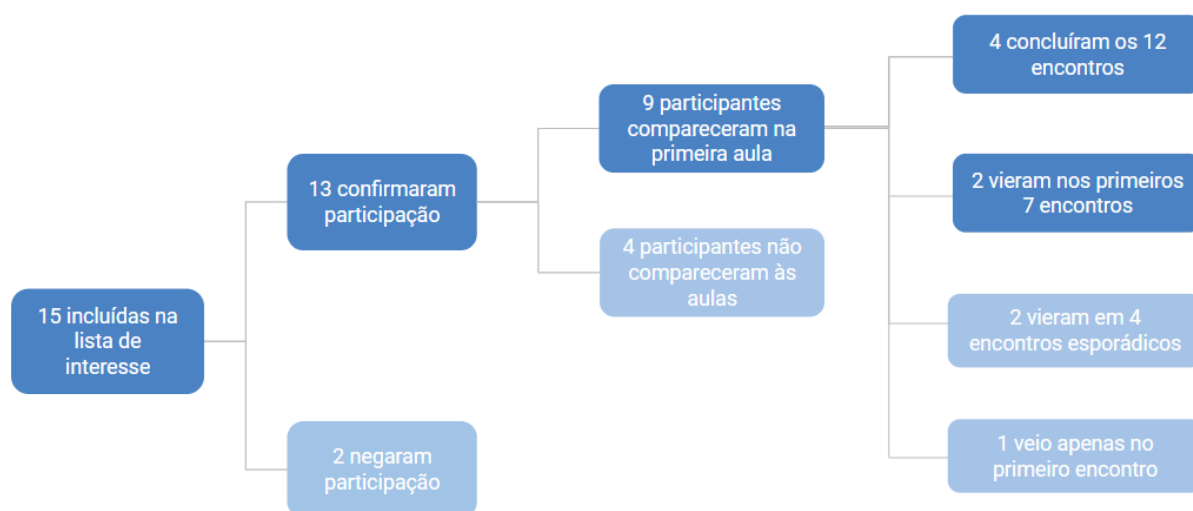 15 incluídas na
lista de
interesse
13 confirmaram
participação
2 negaram
participação
9 participantes
compareceram na
primeira aula
4 participantes não
compareceram às
aulas
4 concluíram os 12
encontros
2 vieram nos primeiros
7 encontros
2 vieram em 4
encontros esporádicos
1 veio apenas no
primeiro encontro